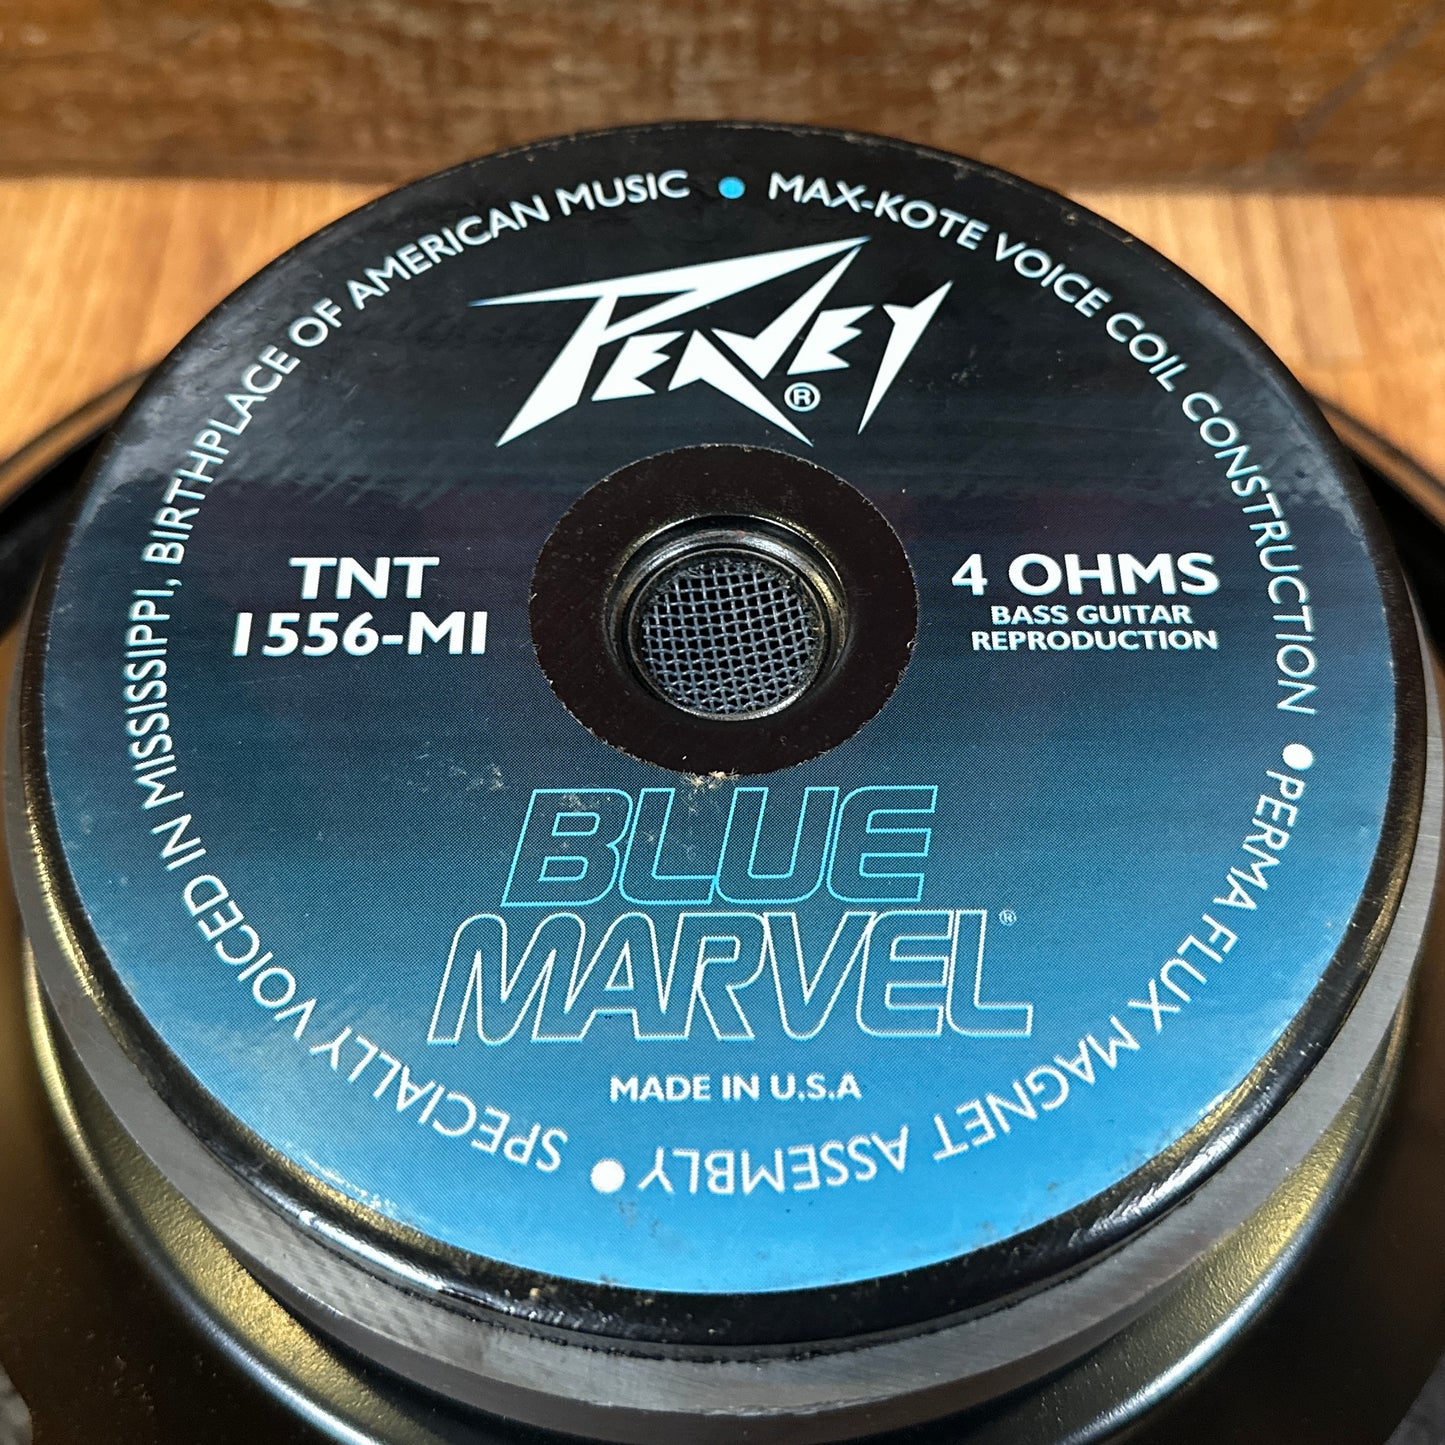 SPECIALLY VOICED IN MISSISSIPPI, BIRTHPLACE OF AMERICAN MUSIC • MAX-KOTE VOICE COIL CONSTRUCTION • PERMA FLUX MAGNET ASSEMBLY •
PEAVEY®
TNT
1556-MI
4 OHMS
BASS GUITAR
REPRODUCTION
BLUE
MARVEL®
MADE IN U.S.A